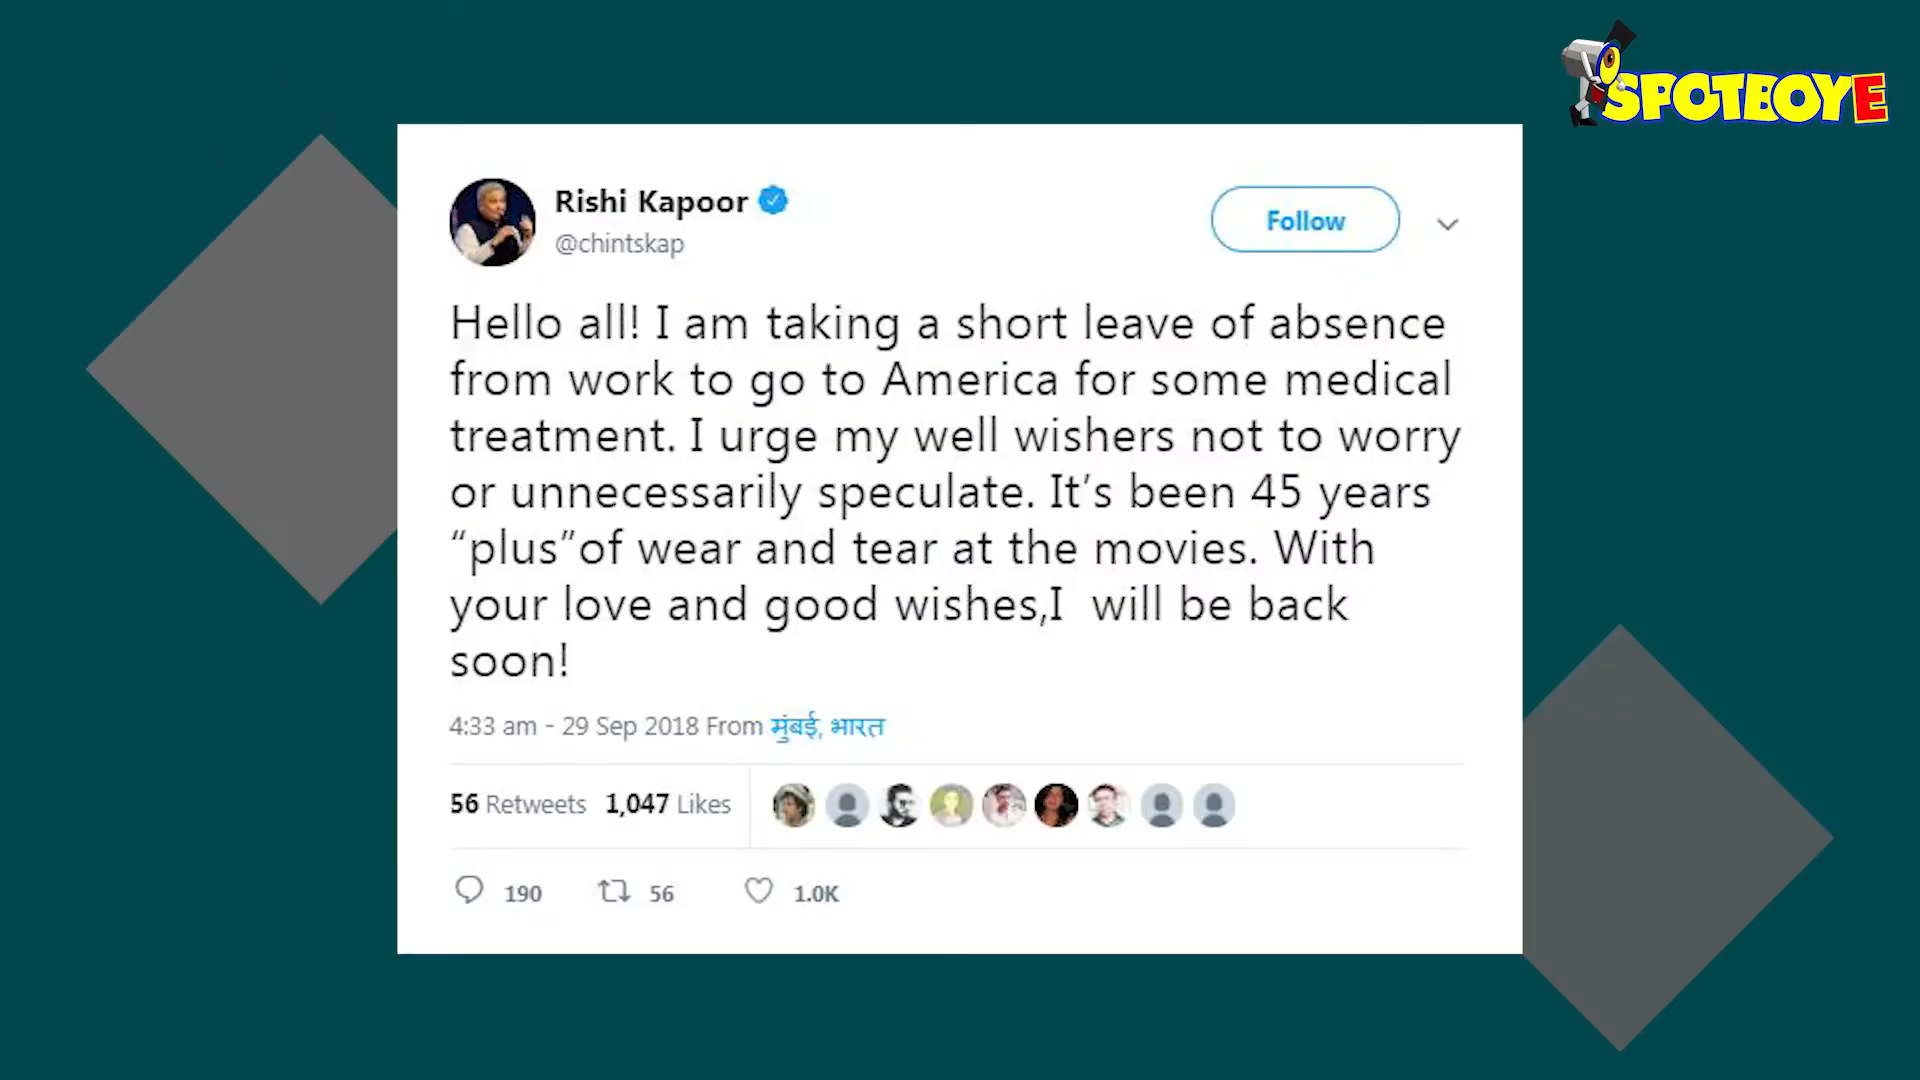 SPOTBOYE
Rishi Kapoor
@chintskap
Follow
Hello all! I am taking a short leave of absence
from work to go to America for some medical
treatment. I urge my well wishers not to worry
or unnecessarily speculate. It’s been 45 years
“plus”of wear and tear at the movies. With
your love and good wishes,I  will be back
soon!
4:33 am - 29 Sep 2018 From मुंबई, भारत
56 Retweets 1,047 Likes
190 56 1.0K